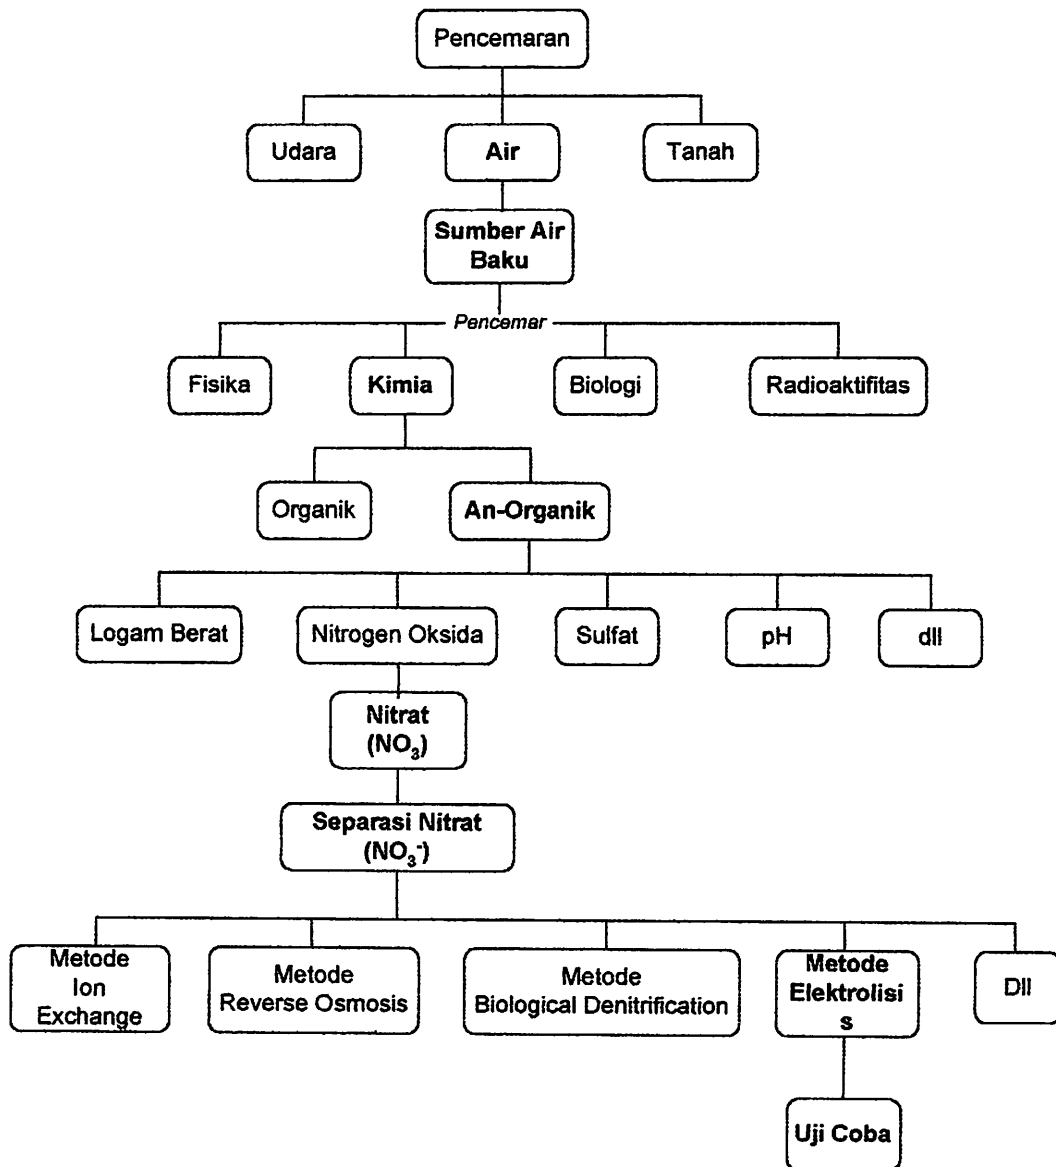 Pencemaran
Udara
Air
Tanah
Sumber Air
Baku
Pencemar
Fisika
Kimia
Biologi
Radioaktifitas
Organik
An-Organik
Logam Berat
Nitrogen Oksida
Sulfat
pH
dll
Nitrat
(NO₃)
Separasi Nitrat
(NO₃⁻)
Metode
Ion
Exchange
Metode
Reverse Osmosis
Metode
Biological Denitrification
Metode
Elektrolisi
s
Dll
Uji Coba